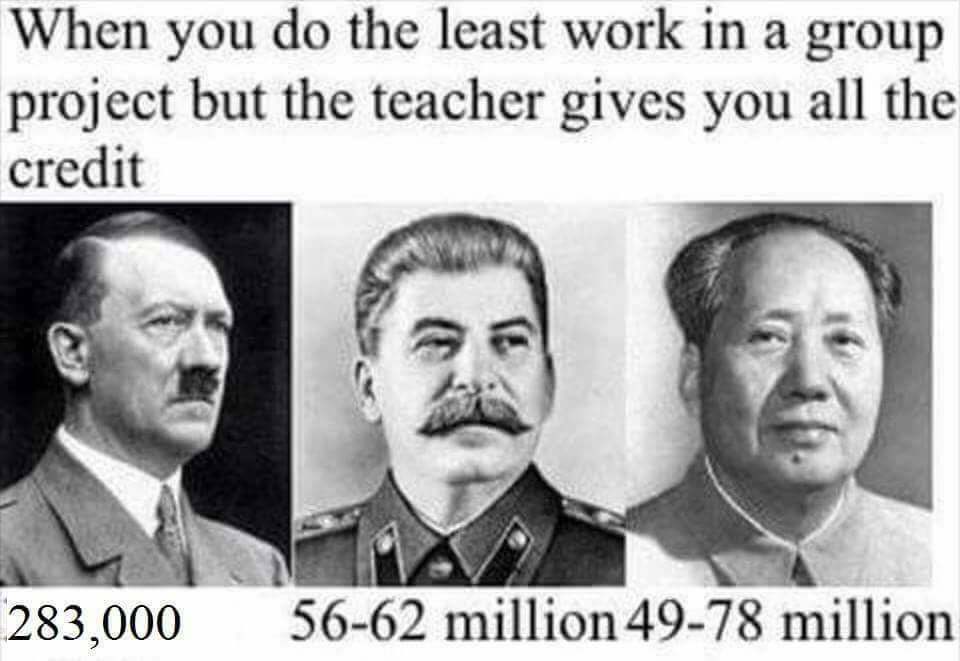 When you do the least work in a group
project but the teacher gives you all the
credit
283,000 56-62 million 49-78 million